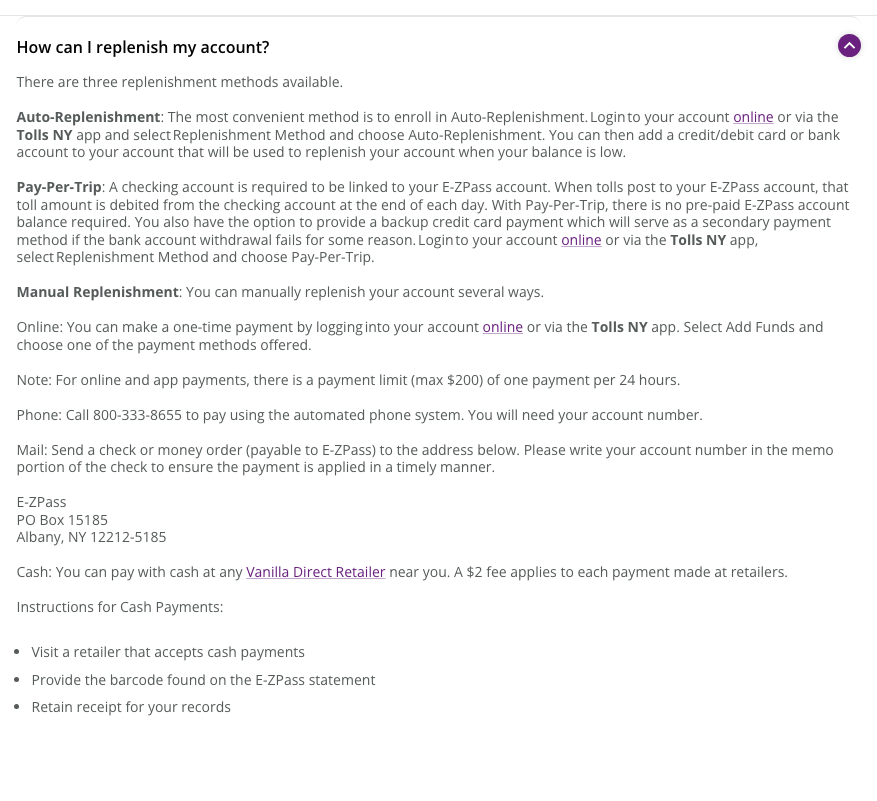 How can I replenish my account?
There are three replenishment methods available.
Auto-Replenishment: The most convenient method is to enroll in Auto-Replenishment. Login to your account online or via the
Tolls NY app and select Replenishment Method and choose Auto-Replenishment. You can then add a credit/debit card or bank
account to your account that will be used to replenish your account when your balance is low.
Pay-Per-Trip: A checking account is required to be linked to your E-ZPass account. When tolls post to your E-ZPass account, that
toll amount is debited from the checking account at the end of each day. With Pay-Per-Trip, there is no pre-paid E-ZPass account
balance required. You also have the option to provide a backup credit card payment which will serve as a secondary payment
method if the bank account withdrawal fails for some reason. Login to your account online or via the Tolls NY app,
select Replenishment Method and choose Pay-Per-Trip.
Manual Replenishment: You can manually replenish your account several ways.
Online: You can make a one-time payment by logging into your account online or via the Tolls NY app. Select Add Funds and
choose one of the payment methods offered.
Note: For online and app payments, there is a payment limit (max $200) of one payment per 24 hours.
Phone: Call 800-333-8655 to pay using the automated phone system. You will need your account number.
Mail: Send a check or money order (payable to E-ZPass) to the address below. Please write your account number in the memo
portion of the check to ensure the payment is applied in a timely manner.
E-ZPass
PO Box 15185
Albany, NY 12212-5185
Cash: You can pay with cash at any Vanilla Direct Retailer near you. A $2 fee applies to each payment made at retailers.
Instructions for Cash Payments:
• Visit a retailer that accepts cash payments
• Provide the barcode found on the E-ZPass statement
• Retain receipt for your records